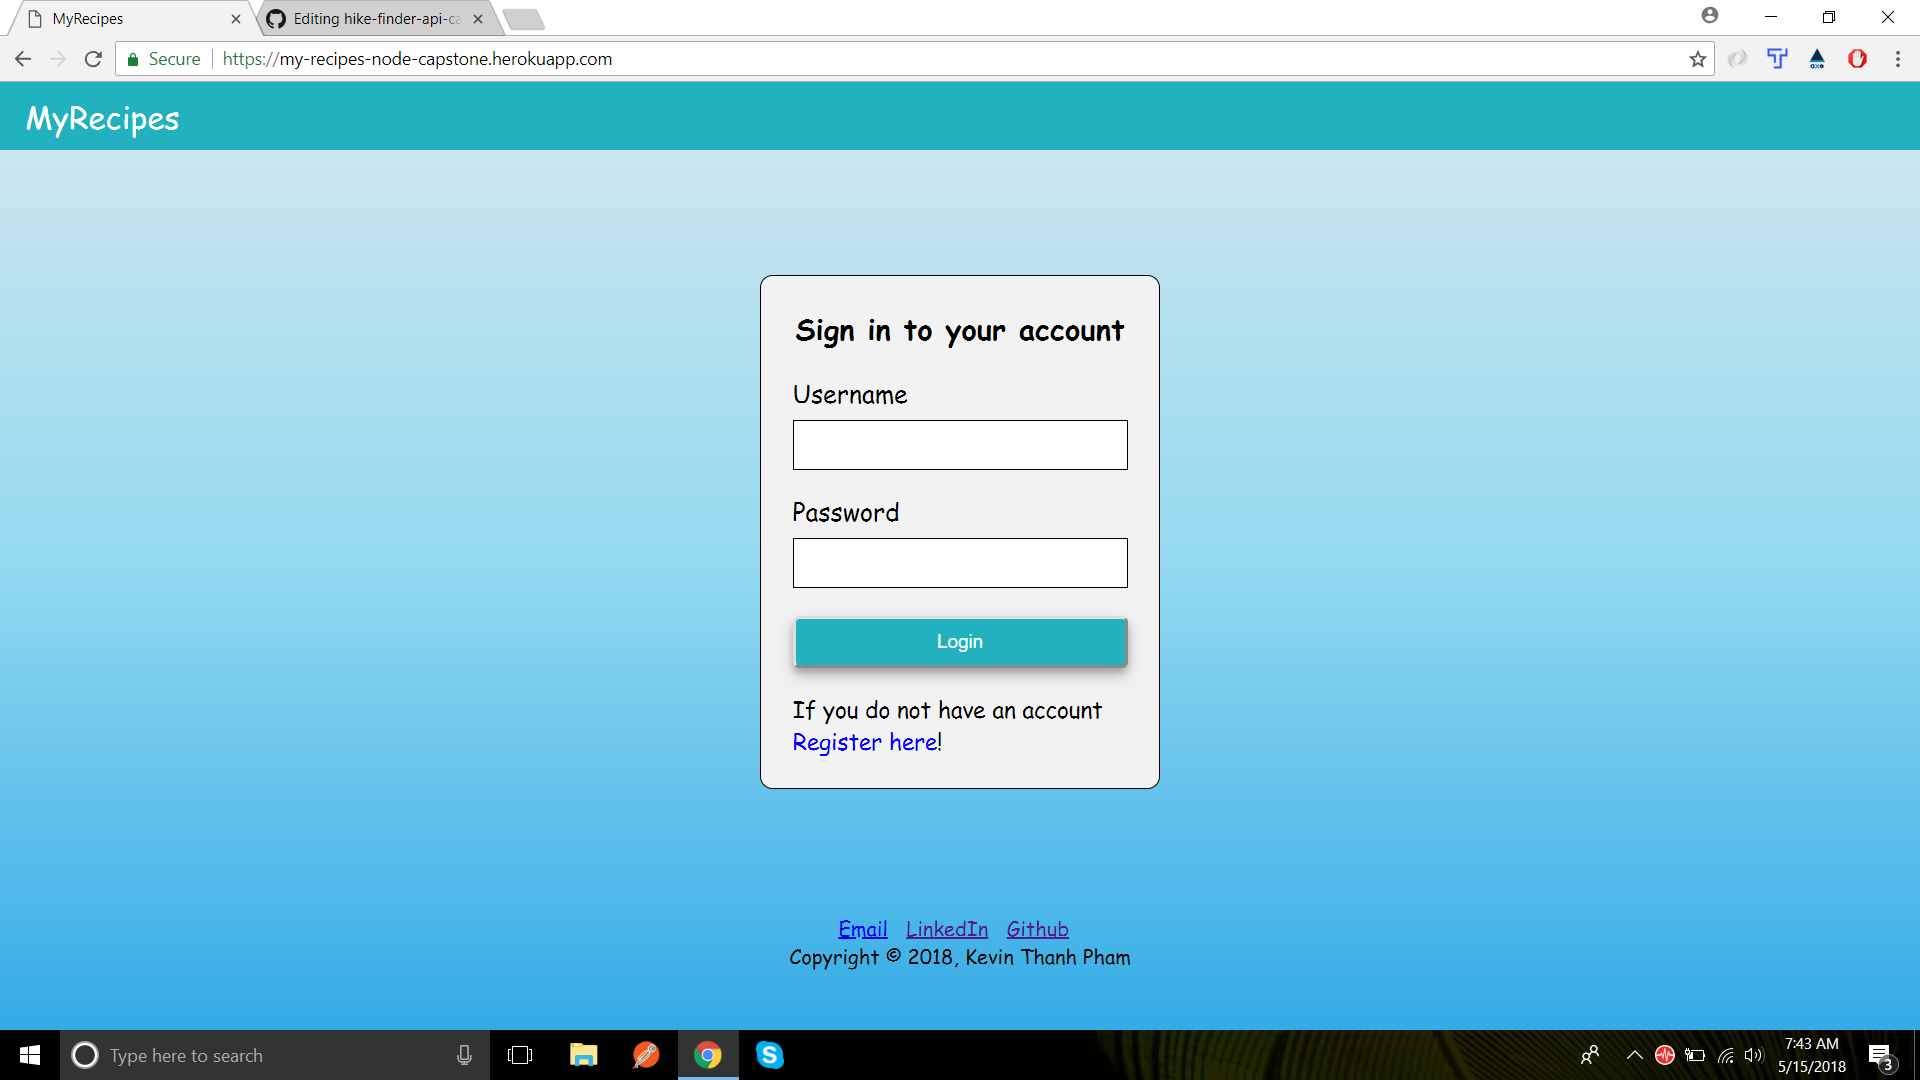 MyRecipes
Editing hike-finder-api-ca
Secure
https://my-recipes-node-capstone.herokuapp.com
MyRecipes
Sign in to your account
Username
Password
Login
If you do not have an account
Register here!
Email LinkedIn Github
Copyright © 2018, Kevin Thanh Pham
Type here to search
7:43 AM
5/15/2018
3